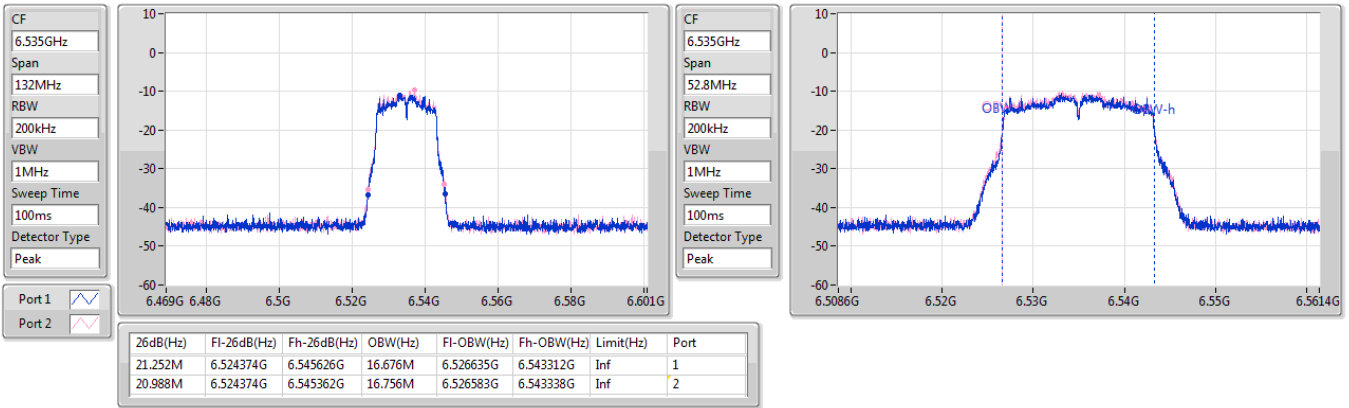 CF
6.535GHz
Span
132MHz
RBW
200kHz
VBW
1MHz
Sweep Time
100ms
Detector Type
Peak
Port 1
Port 2
10
0
-10
-20
-30
-40
-50
-60
6.469G 6.48G 6.5G 6.52G 6.54G 6.56G 6.58G 6.601G
CF
6.535GHz
Span
52.8MHz
RBW
200kHz
VBW
1MHz
Sweep Time
100ms
Detector Type
Peak
10
0
-10
-20
-30
-40
-50
-60
6.5086G 6.52G 6.53G 6.54G 6.55G 6.5614G
26dB(Hz) Fl-26dB(Hz) Fh-26dB(Hz) OBW(Hz) Fl-OBW(Hz) Fh-OBW(Hz) Limit(Hz) Port
21.252M 6.524374G 6.545626G 16.676M 6.526635G 6.543312G Inf 1
20.988M 6.524374G 6.545362G 16.756M 6.526583G 6.543338G Inf 2